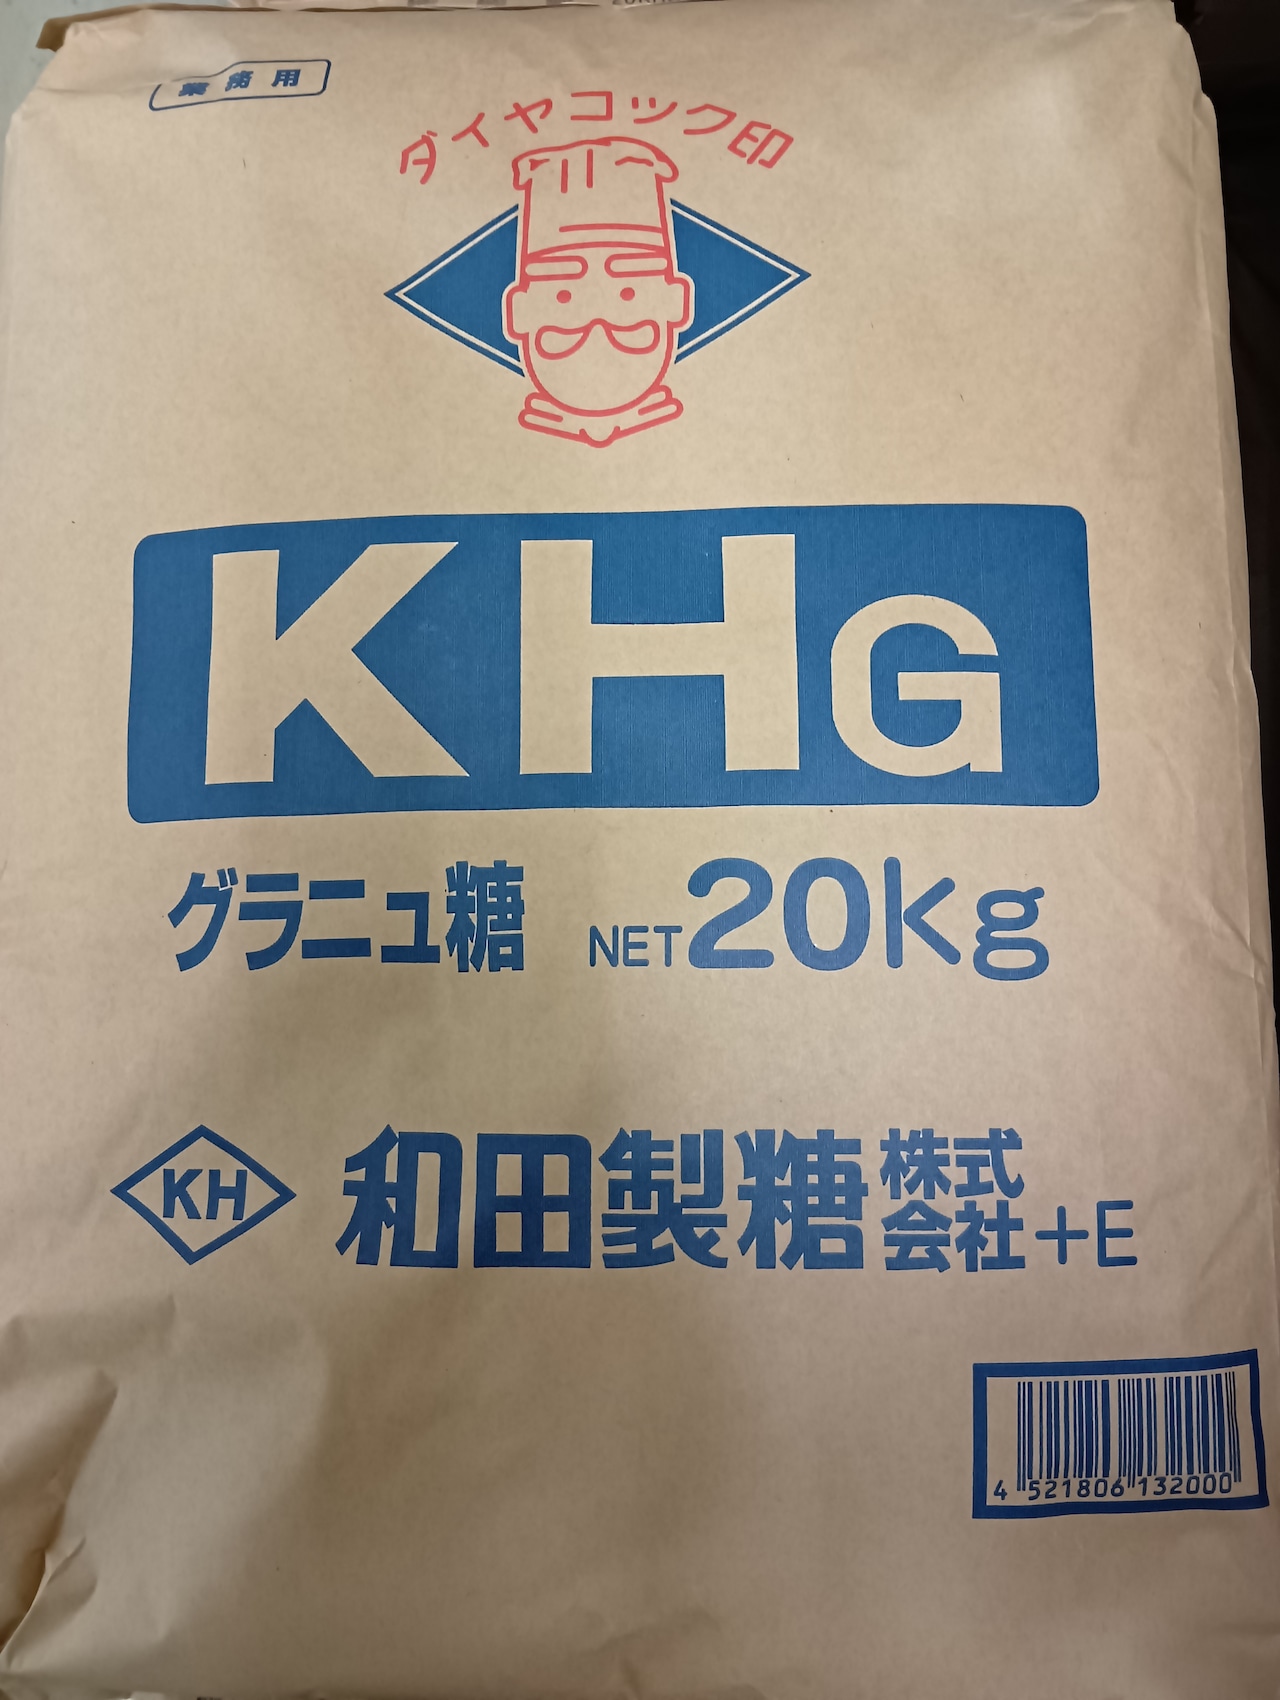 業務用
ダイヤコック印
KHG
グラニュ糖 NET 20kg
KH 和田製糖株式会社+E
4 521806 132000